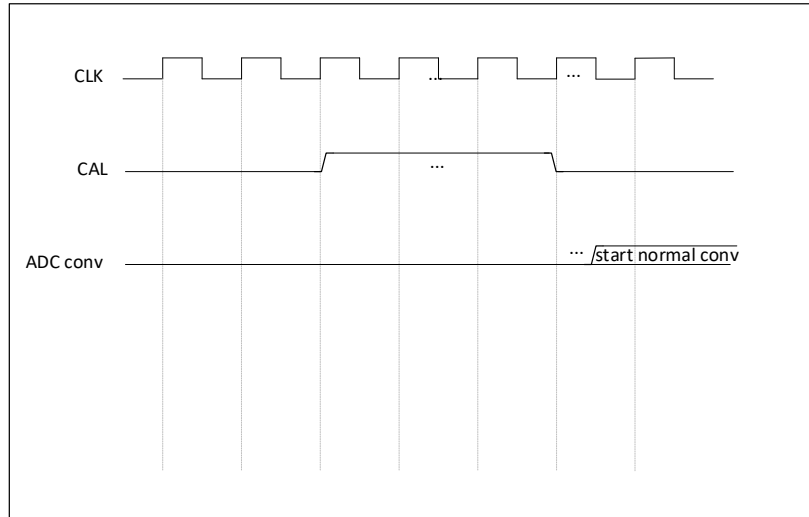 CLK
... ...
CAL
...
ADC conv
... start normal conv